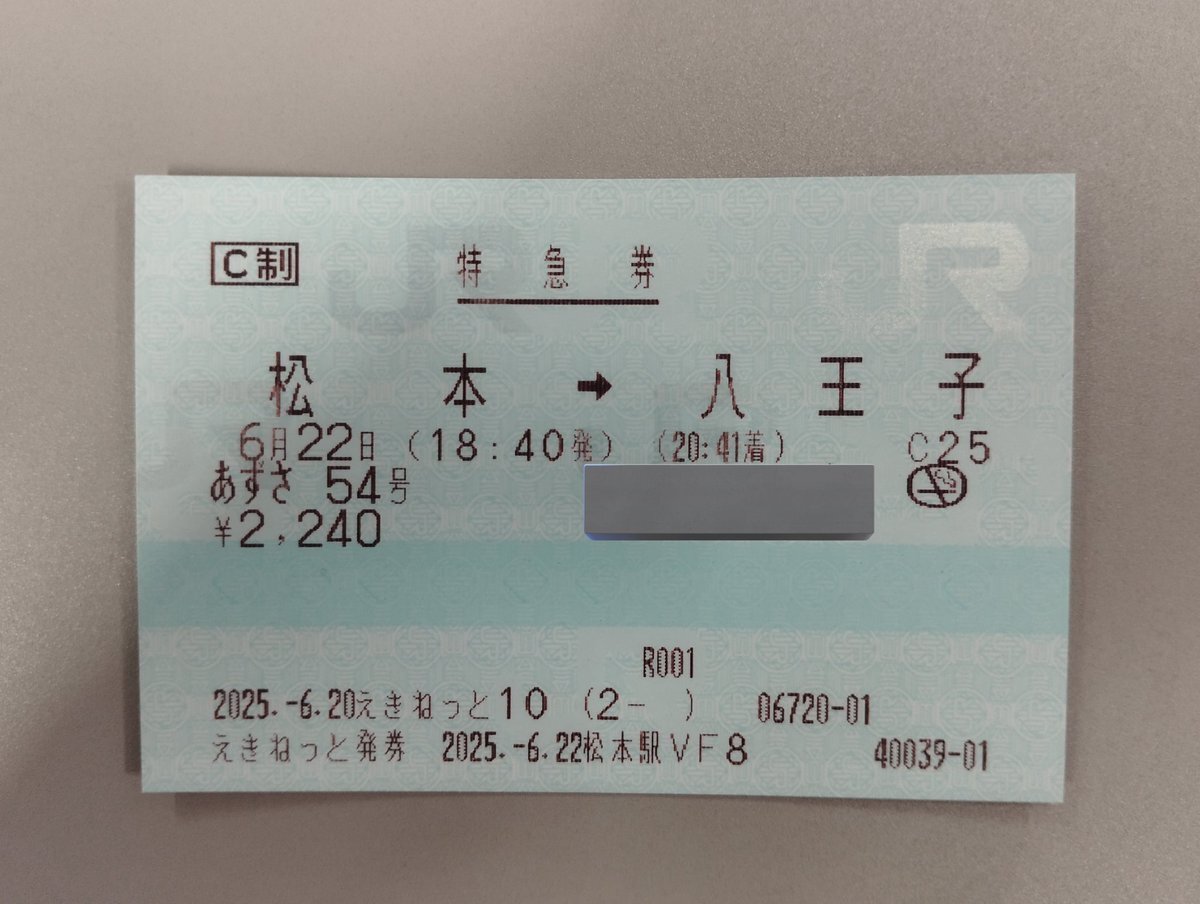 C制 特急券
松本→八王子
6月22日(18:40発) (20:41着) C25
あずさ 54号
¥2,240
R001
2025.-6.20えきねっと10 (2- ) 06720-01
えきねっと発券 2025.-6.22松本駅VF8 40039-01